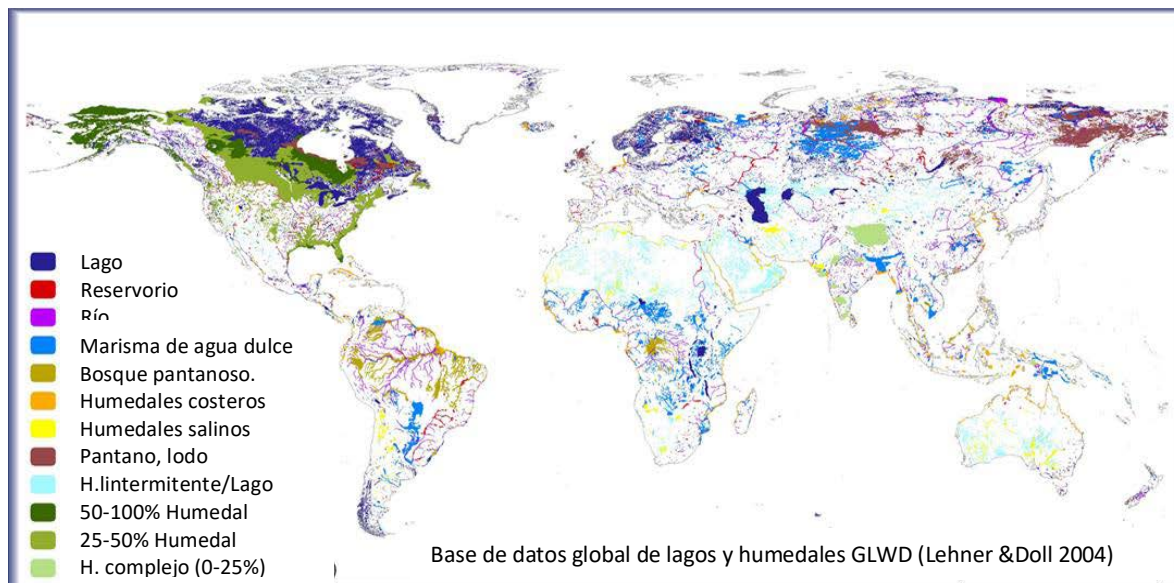 Lago
Reservorio
Río
Marisma de agua dulce
Bosque pantanoso.
Humedales costeros
Humedales salinos
Pantano, lodo
H.lintermitente/Lago
50-100% Humedal
25-50% Humedal
H. complejo (0-25%)
)
Base de datos global de lagos y humedales GLWD (Lehner &Doll 2004)